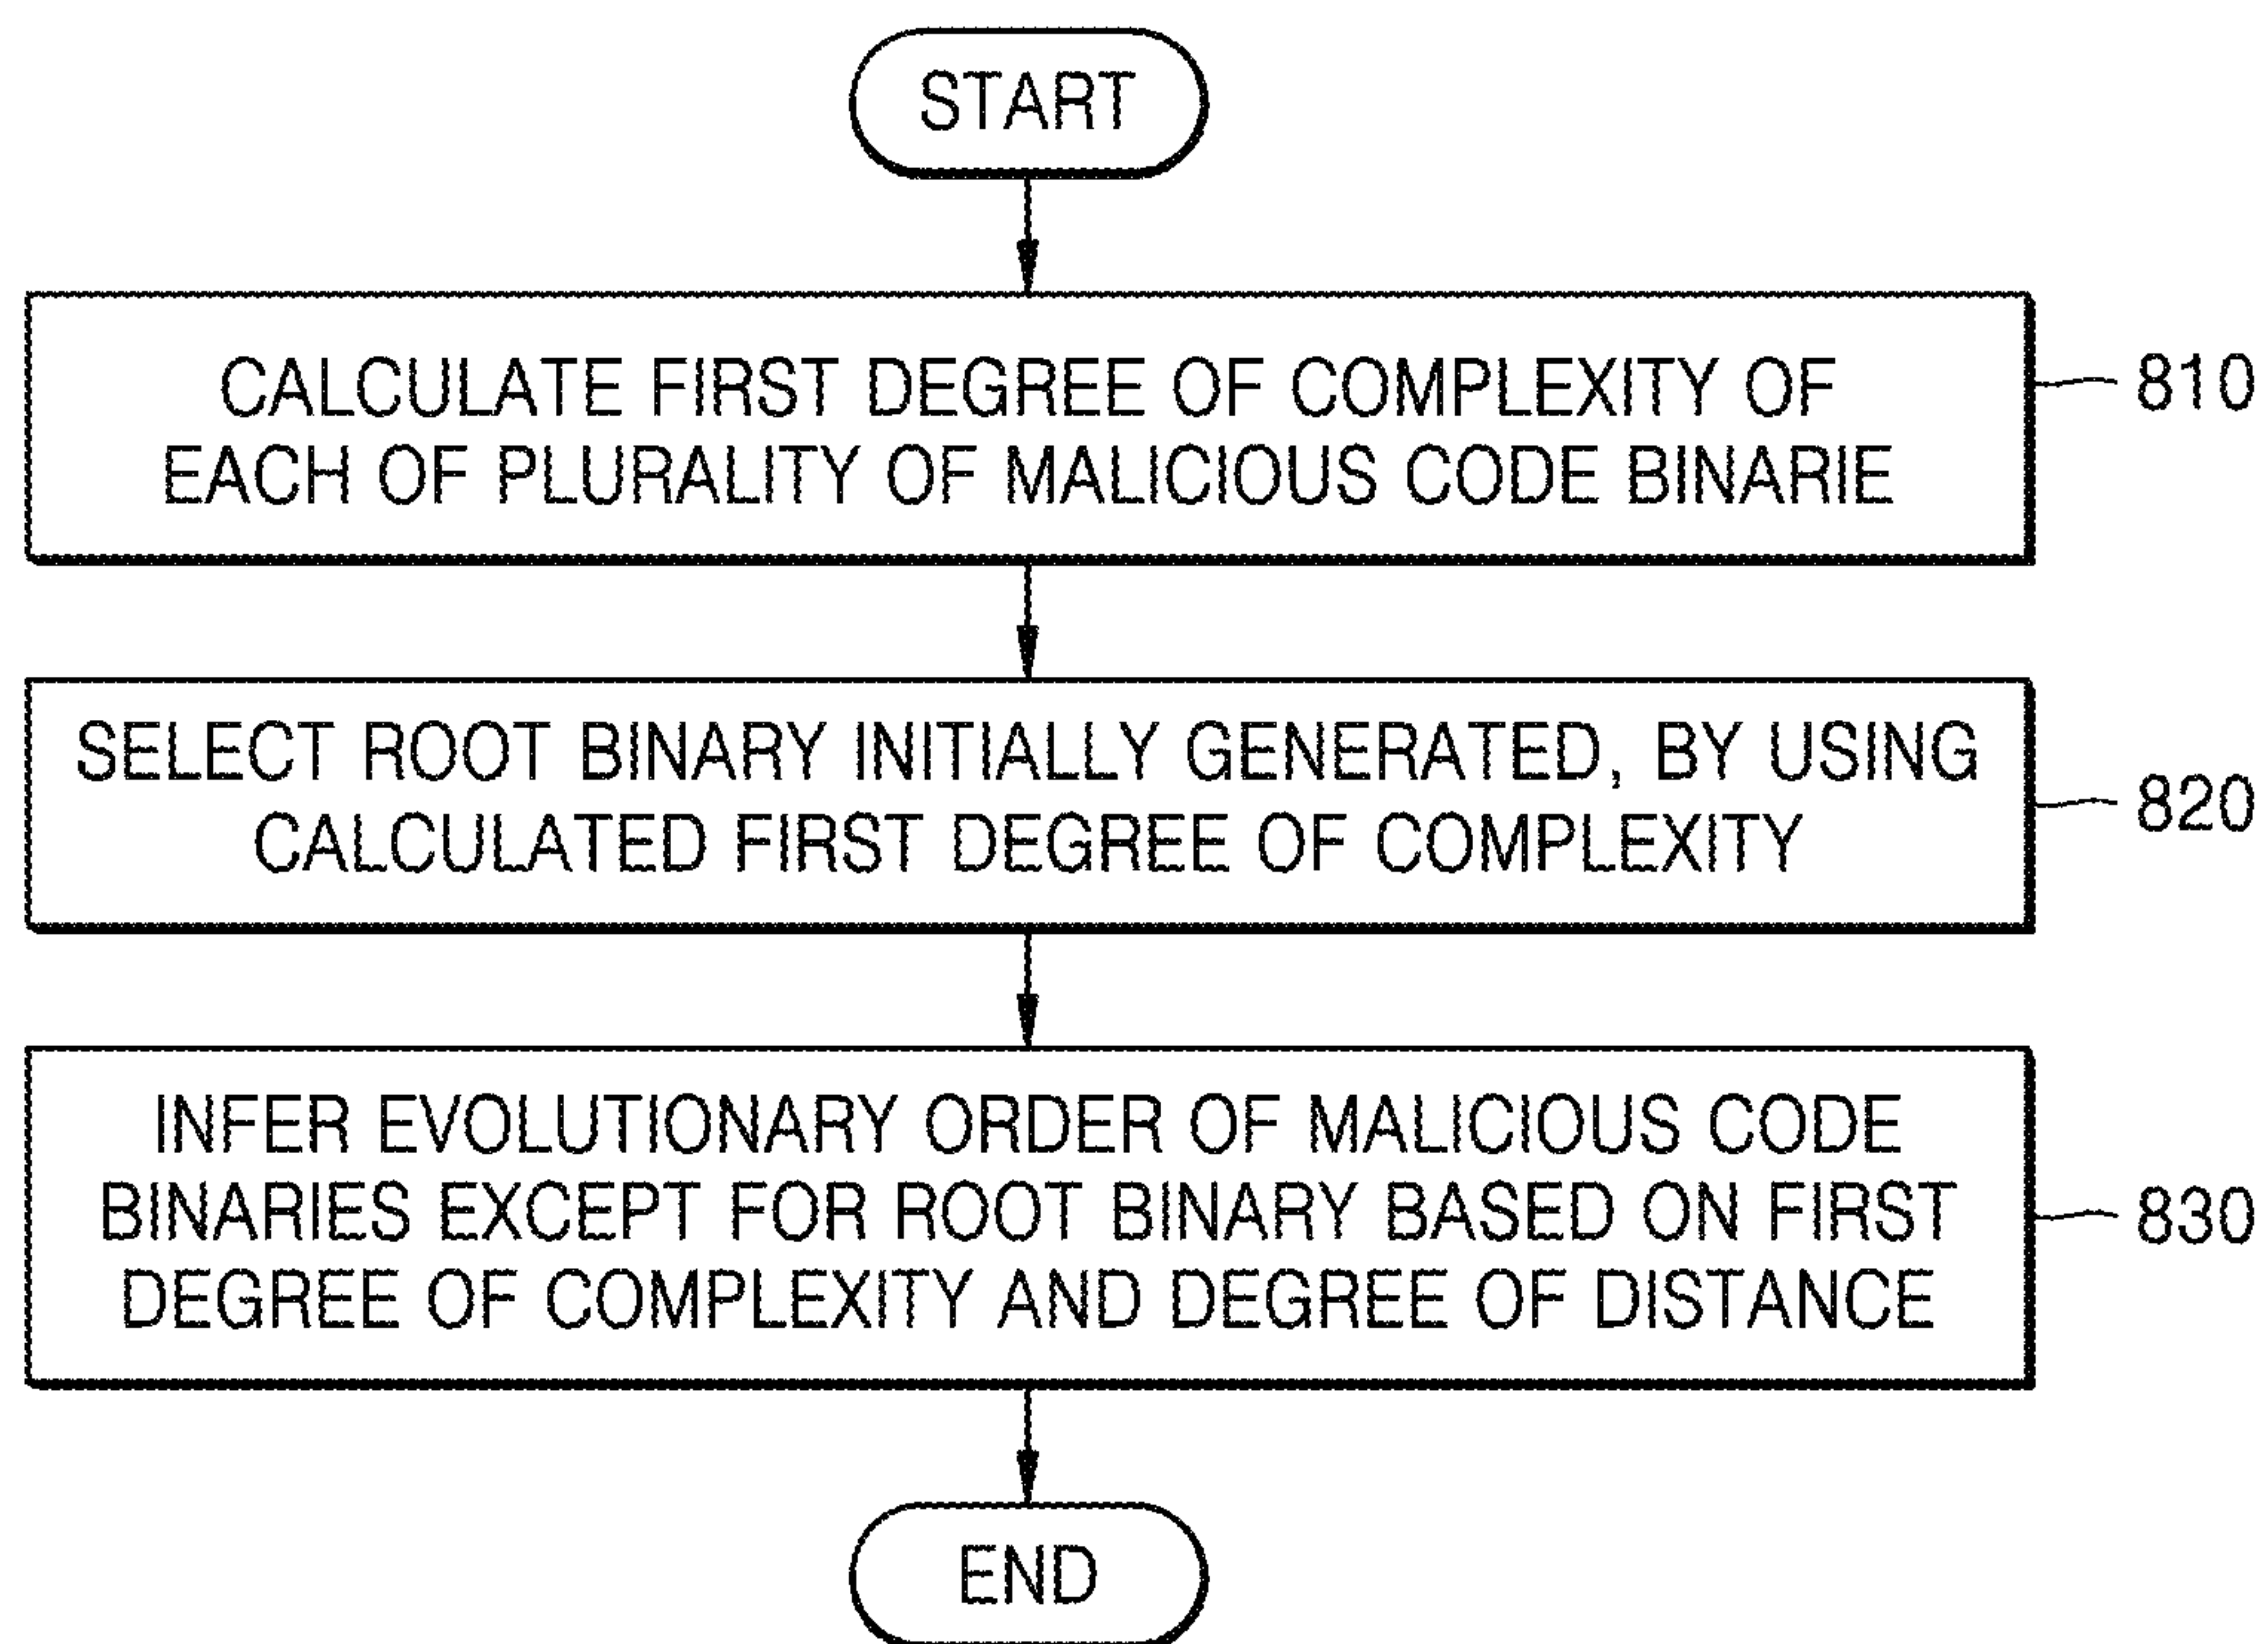 START
CALCULATE FIRST DEGREE OF COMPLEXITY OF
EACH OF PLURALITY OF MALICIOUS CODE BINARIE
810
SELECT ROOT BINARY INITIALLY GENERATED, BY USING
CALCULATED FIRST DEGREE OF COMPLEXITY
820
INFER EVOLUTIONARY ORDER OF MALICIOUS CODE
BINARIES EXCEPT FOR ROOT BINARY BASED ON FIRST
DEGREE OF COMPLEXITY AND DEGREE OF DISTANCE
830
END